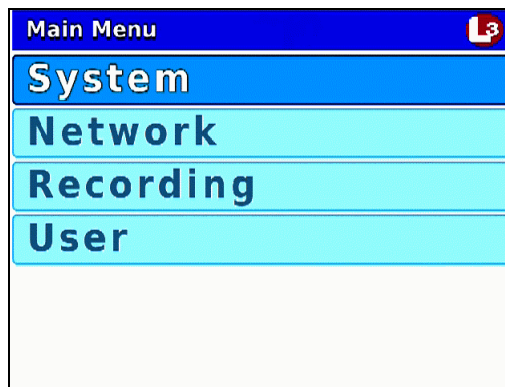 Main Menu
L3
System
Network
Recording
User